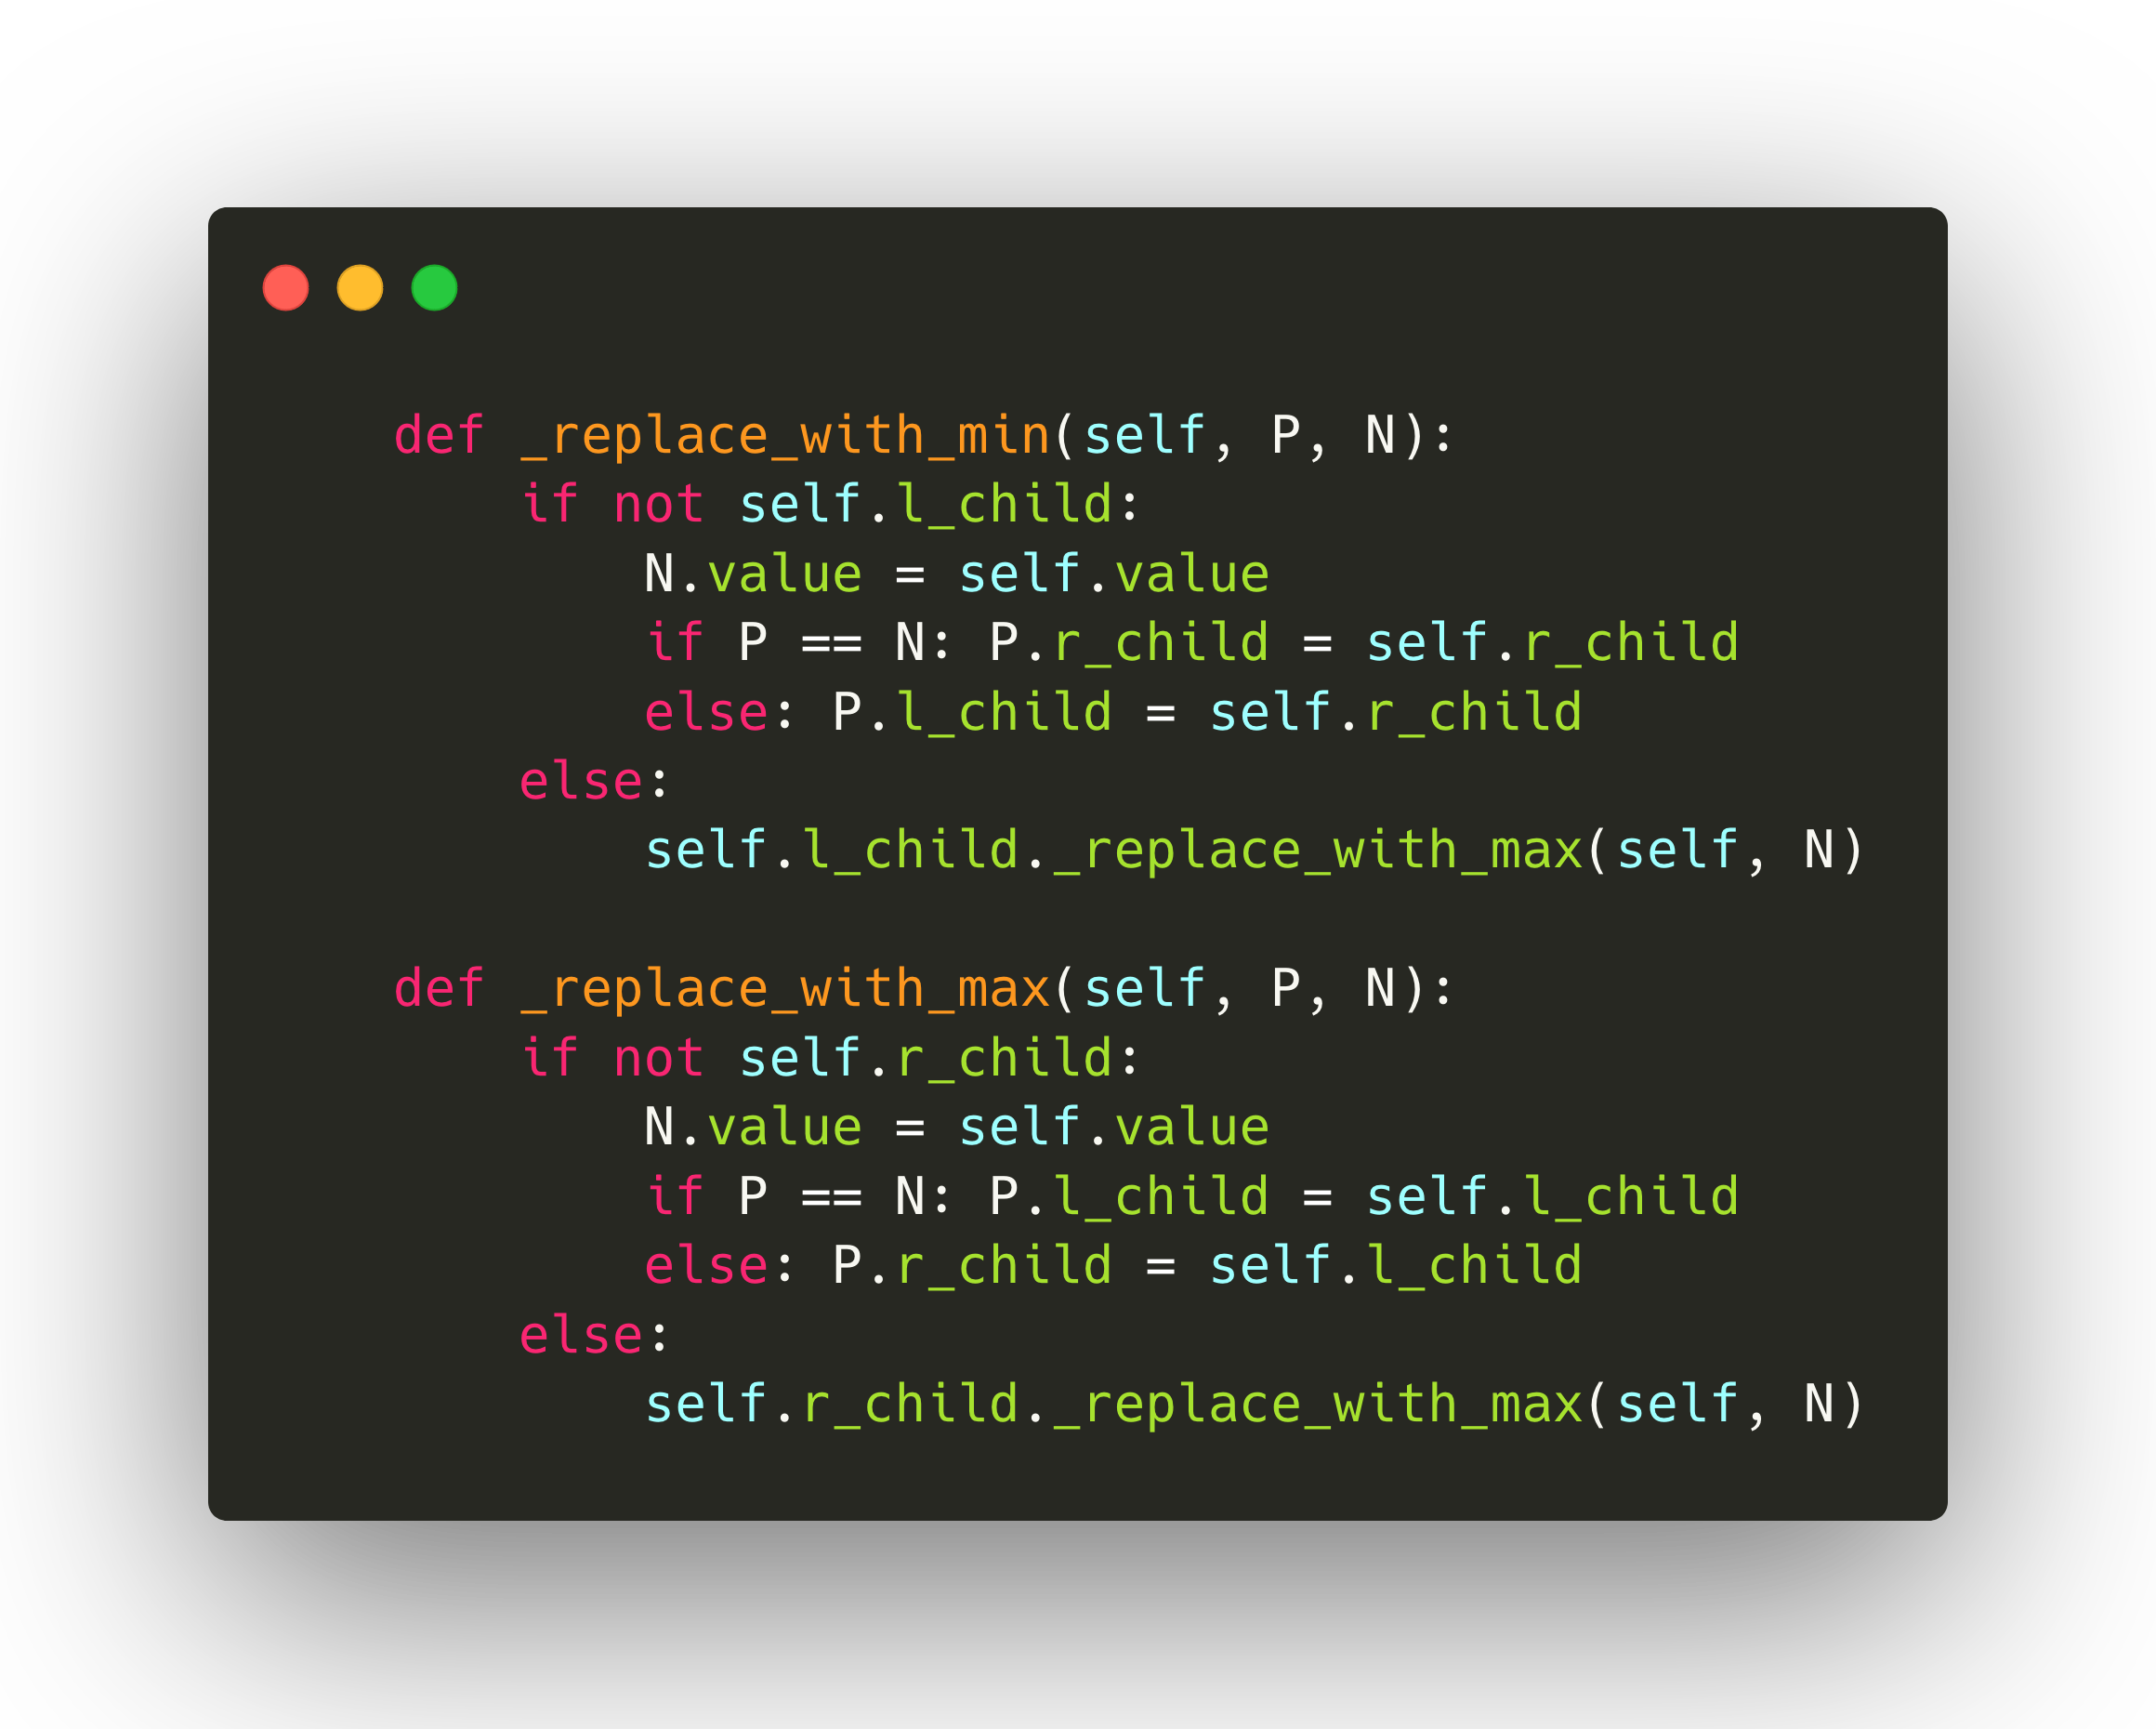 def _replace_with_min(self, P, N):
    if not self.l_child:
        N.value = self.value
        if P == N: P.r_child = self.r_child
        else: P.l_child = self.r_child
    else:
        self.l_child._replace_with_max(self, N)

def _replace_with_max(self, P, N):
    if not self.r_child:
        N.value = self.value
        if P == N: P.l_child = self.l_child
        else: P.r_child = self.l_child
    else:
        self.r_child._replace_with_max(self, N)